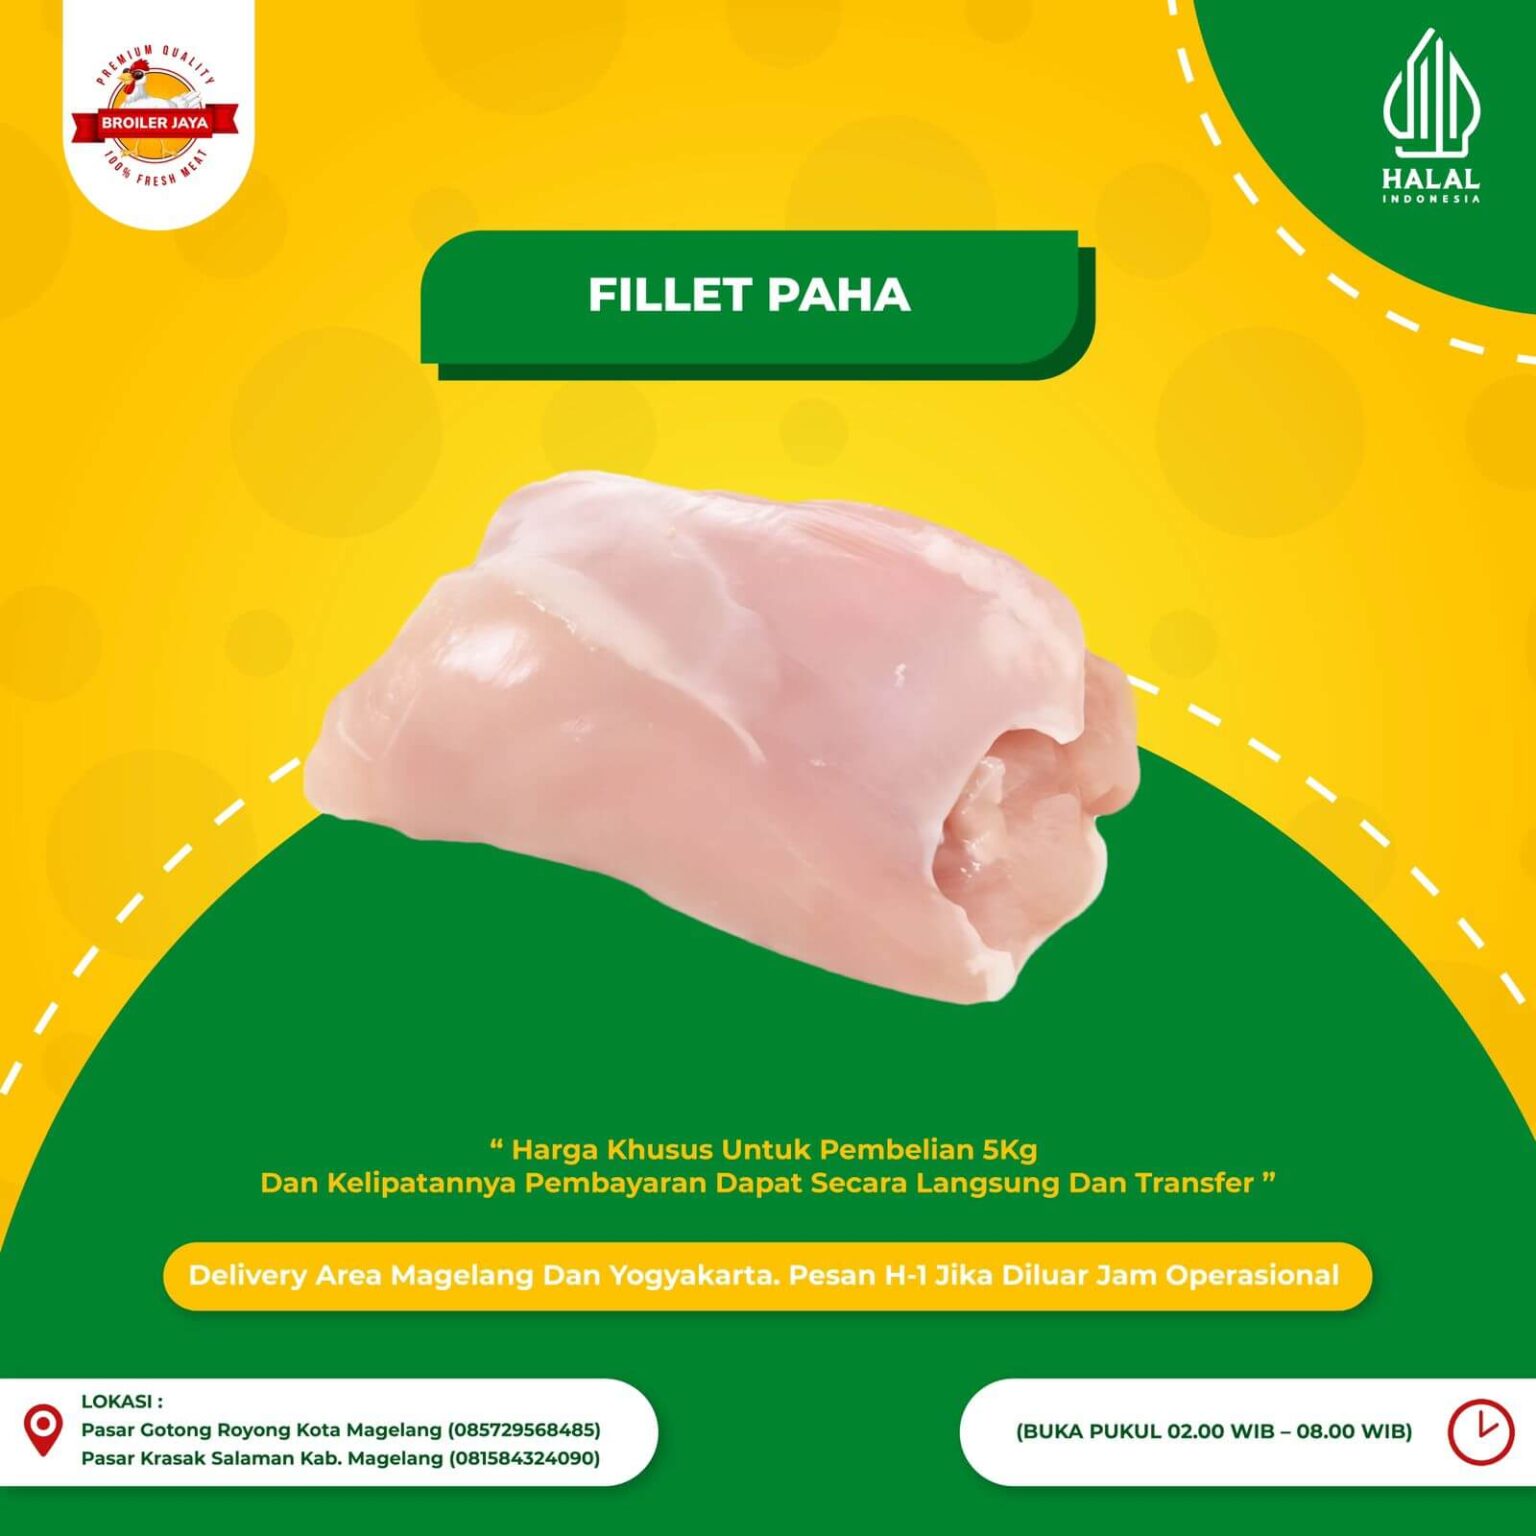 PREMIUM QUALITY
BROILER JAYA
100% FRESH MEAT
HALAL
INDONESIA
FILLET PAHA
“ Harga Khusus Untuk Pembelian 5Kg
Dan Kelipatannya Pembayaran Dapat Secara Langsung Dan Transfer ”
Delivery Area Magelang Dan Yogyakarta. Pesan H-1 Jika Diluar Jam Operasional
LOKASI :
Pasar Gotong Royong Kota Magelang (085729568485)
Pasar Krasak Salaman Kab. Magelang (081584324090)
(BUKA PUKUL 02.00 WIB – 08.00 WIB)